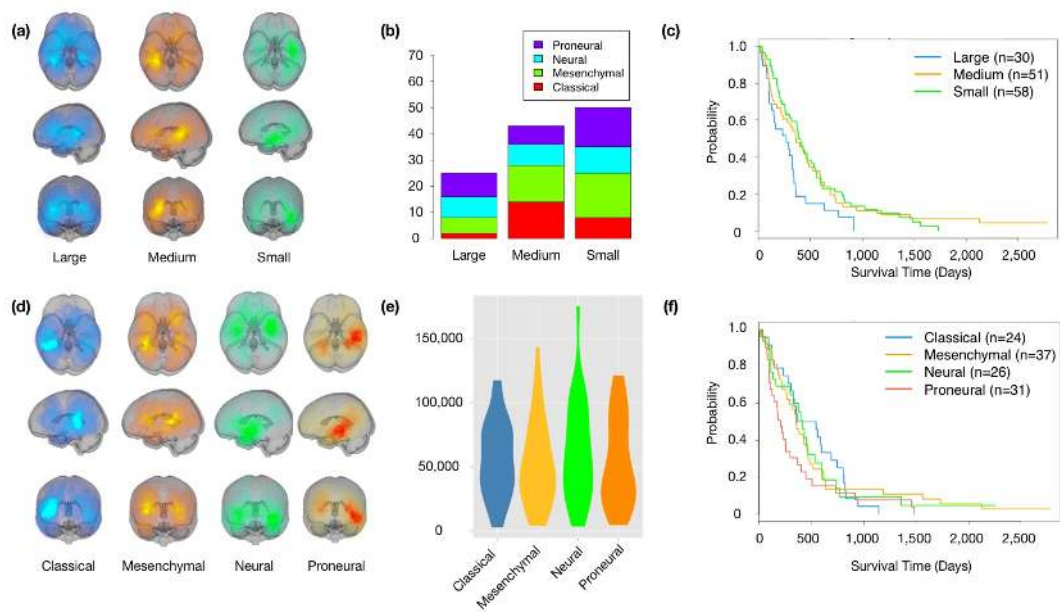 (a)
Large Medium Small
(b)
Proneural
Neural
Mesenchymal
Classical
70
60
50
40
30
20
10
0
Large Medium Small
(c)
Large (n=30)
Medium (n=51)
Small (n=58)
Probability
1.0
0.8
0.6
0.4
0.2
0
0 500 1,000 1,500 2,000 2,500
Survival Time (Days)
(d)
Classical Mesenchymal Neural Proneural
(e)
150,000
100,000
50,000
0
Classical
Mesenchymal
Neural
Proneural
(f)
Classical (n=24)
Mesenchymal (n=37)
Neural (n=26)
Proneural (n=31)
Probability
1.0
0.8
0.6
0.4
0.2
0
0 500 1,000 1,500 2,000 2,500
Survival Time (Days)